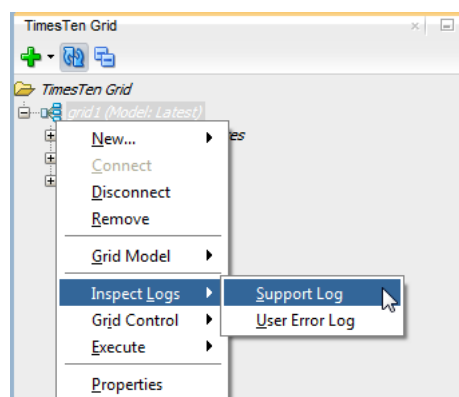 TimesTen Grid
TimesTen Grid
grid1 (Model: Latest)
New...
es
Connect
Disconnect
Remove
Grid Model
Inspect Logs
Support Log
Grid Control
User Error Log
Execute
Properties